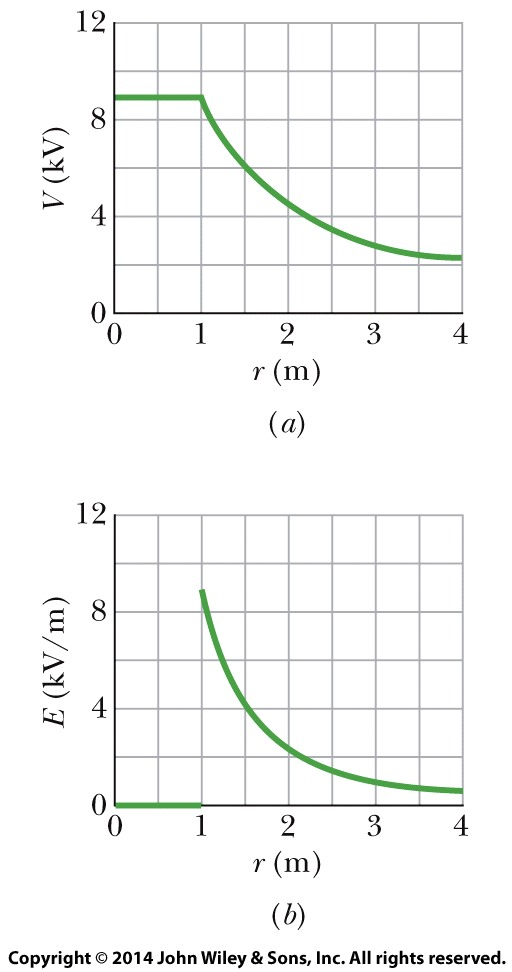 12
8
4
0
V (kV)
0 1 2 3 4
r (m)
(a)
12
8
4
0
E (kV/m)
0 1 2 3 4
r (m)
(b)
Copyright © 2014 John Wiley & Sons, Inc. All rights reserved.